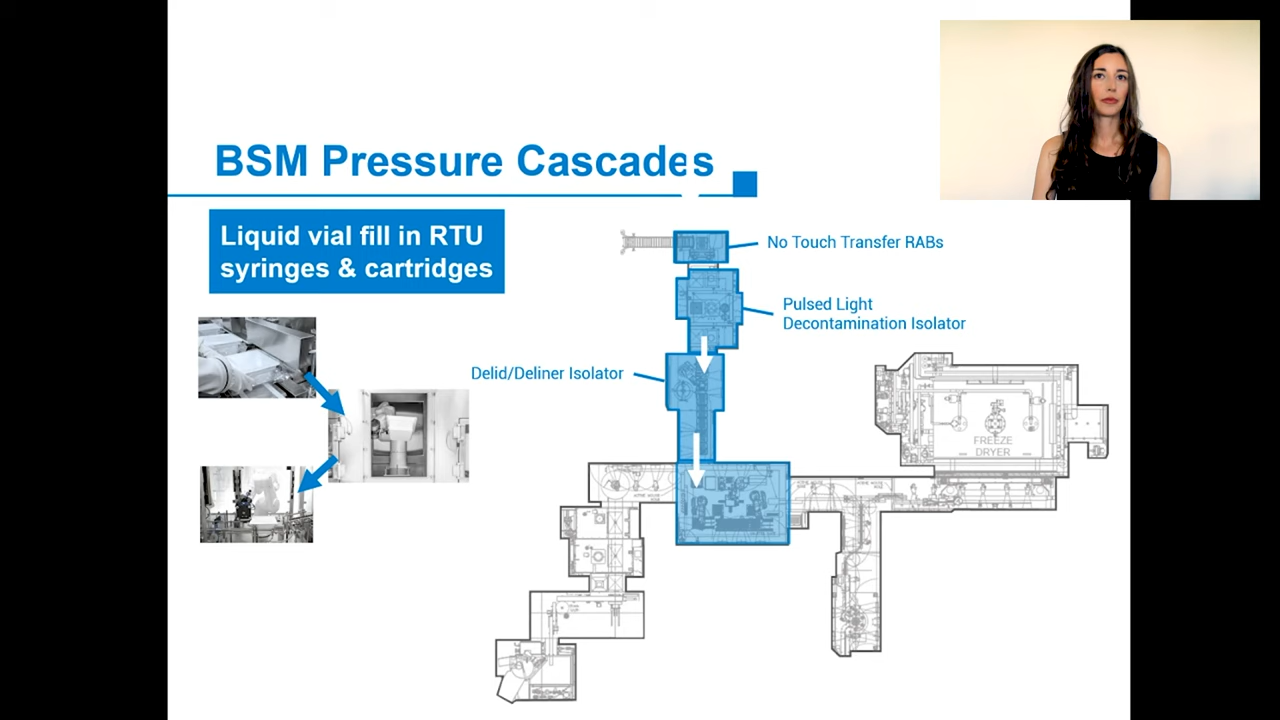 BSM Pressure Cascades
Liquid vial fill in RTU
syringes & cartridges
No Touch Transfer RABs
Pulsed Light
Decontamination Isolator
Delid/Deliner Isolator
FREEZE
DRYER